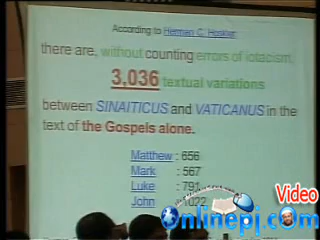 According to Herman C. Hoskier
there are, without counting errors of iotacism,
3,036 textual variations
between SINAITICUS and VATICANUS in the
text of the Gospels alone.
Matthew : 656
Mark : 567
Luke : 791
John : 1022
Video
Onlinepj.com